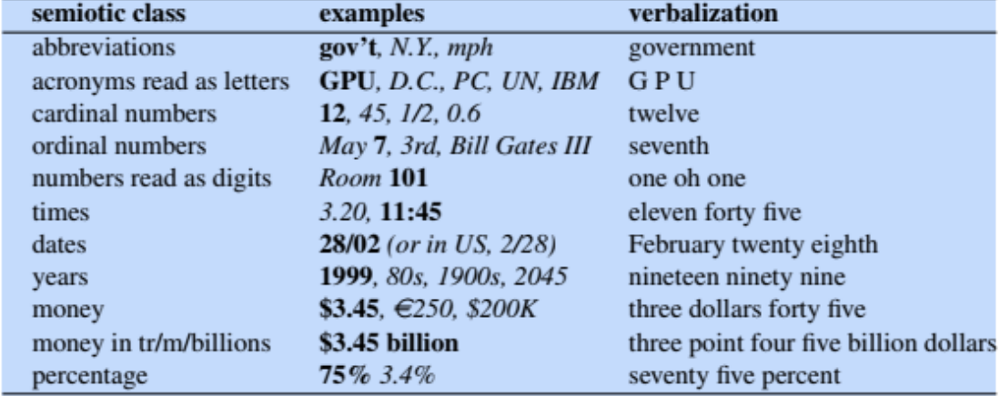 semiotic class examples verbalization
abbreviations gov't, N.Y., mph government
acronyms read as letters GPU, D.C., PC, UN, IBM G P U
cardinal numbers 12, 45, 1/2, 0.6 twelve
ordinal numbers May 7, 3rd, Bill Gates III seventh
numbers read as digits Room 101 one oh one
times 3.20, 11:45 eleven forty five
dates 28/02 (or in US, 2/28) February twenty eighth
years 1999, 80s, 1900s, 2045 nineteen ninety nine
money $3.45, €250, $200K three dollars forty five
money in tr/m/billions $3.45 billion three point four five billion dollars
percentage 75% 3.4% seventy five percent